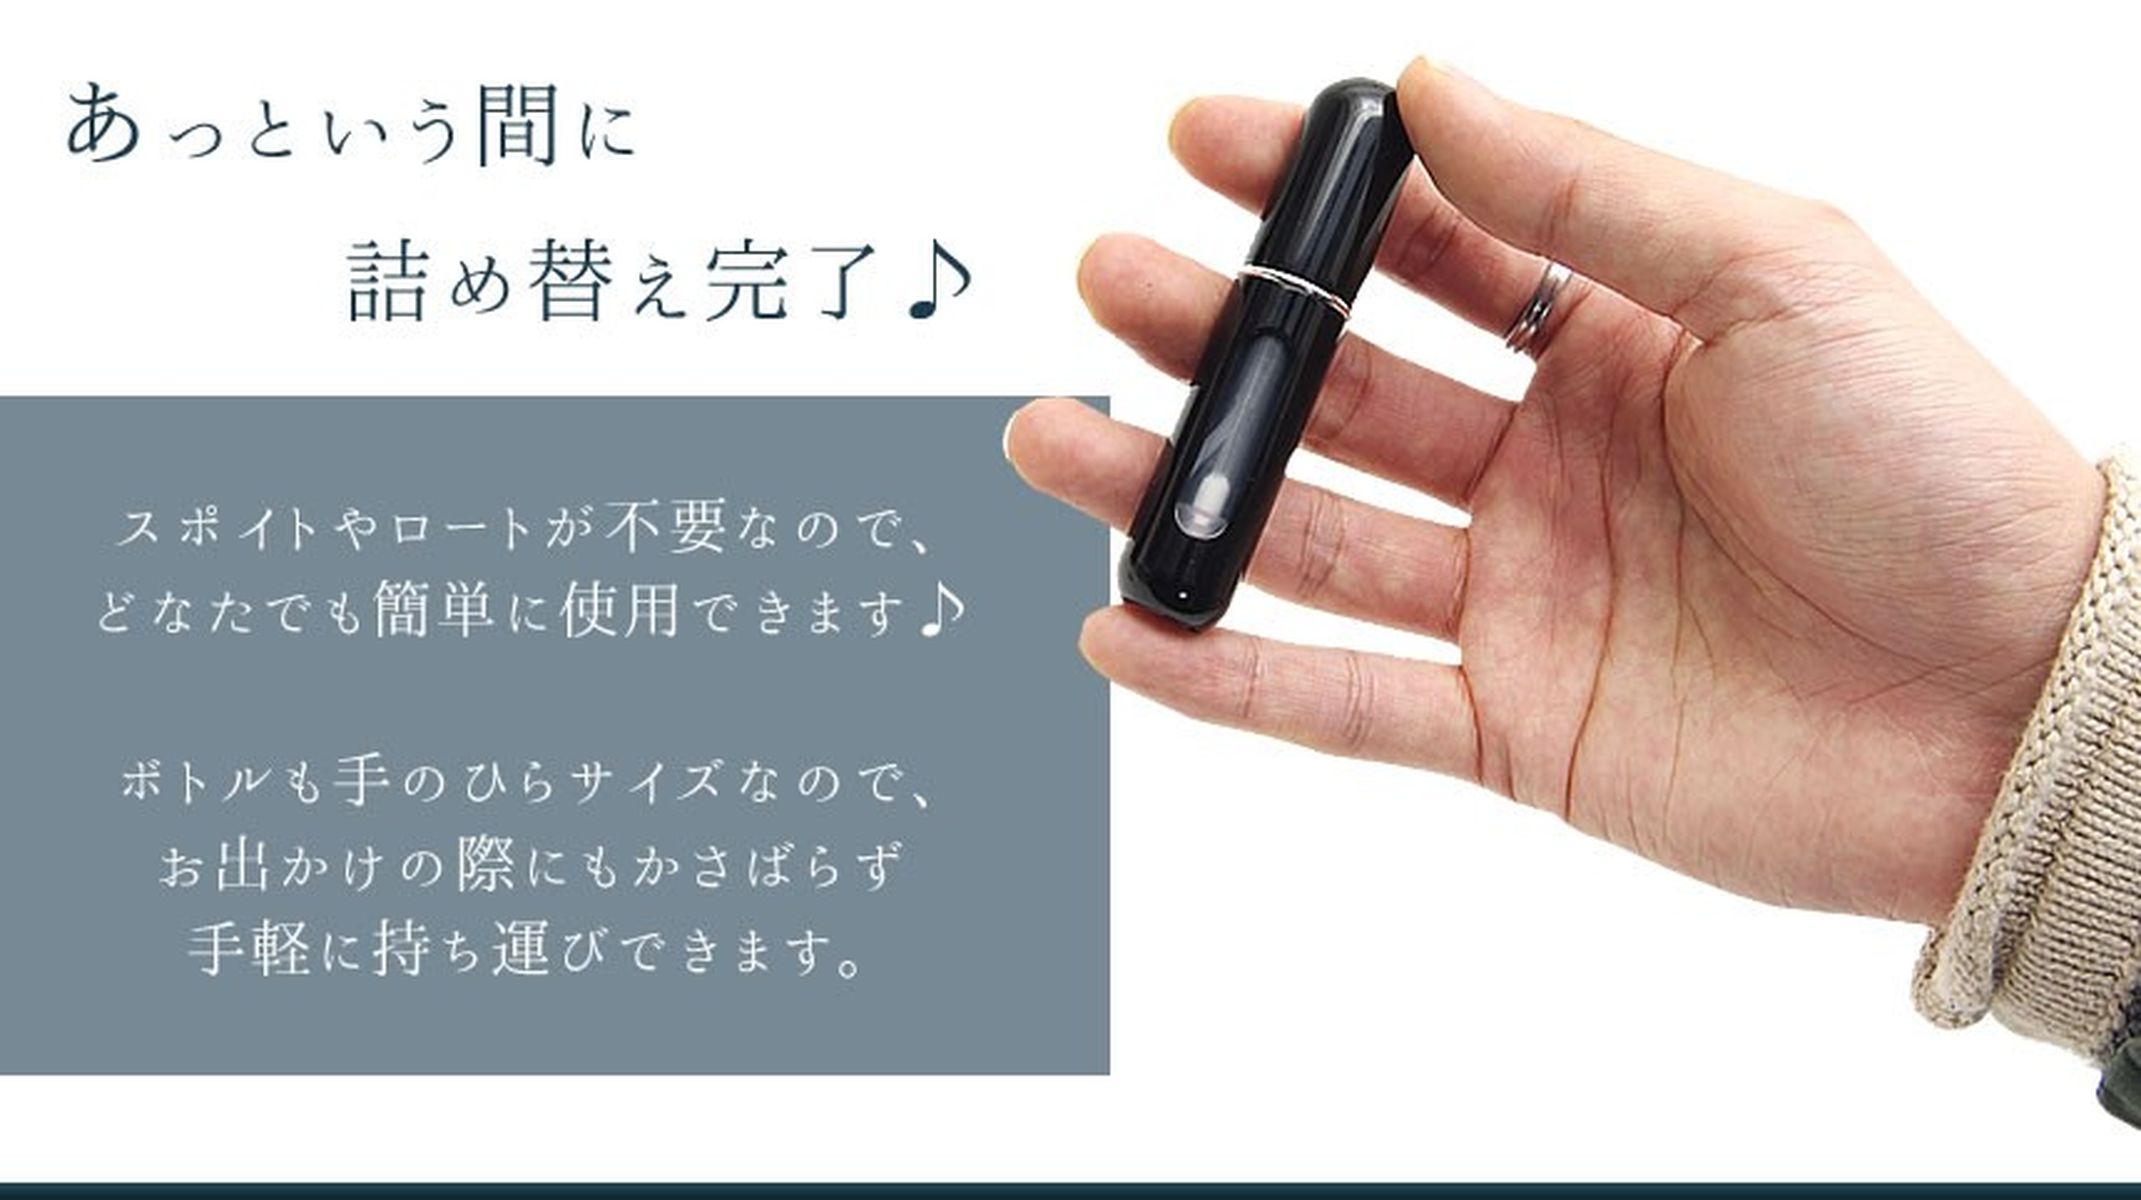 あっという間に
詰め替え完了♪
スポイトやロートが不要なので、
どなたでも簡単に使用できます♪
ボトルも手のひらサイズなので、
お出かけの際にもかさばらず
手軽に持ち運びできます。